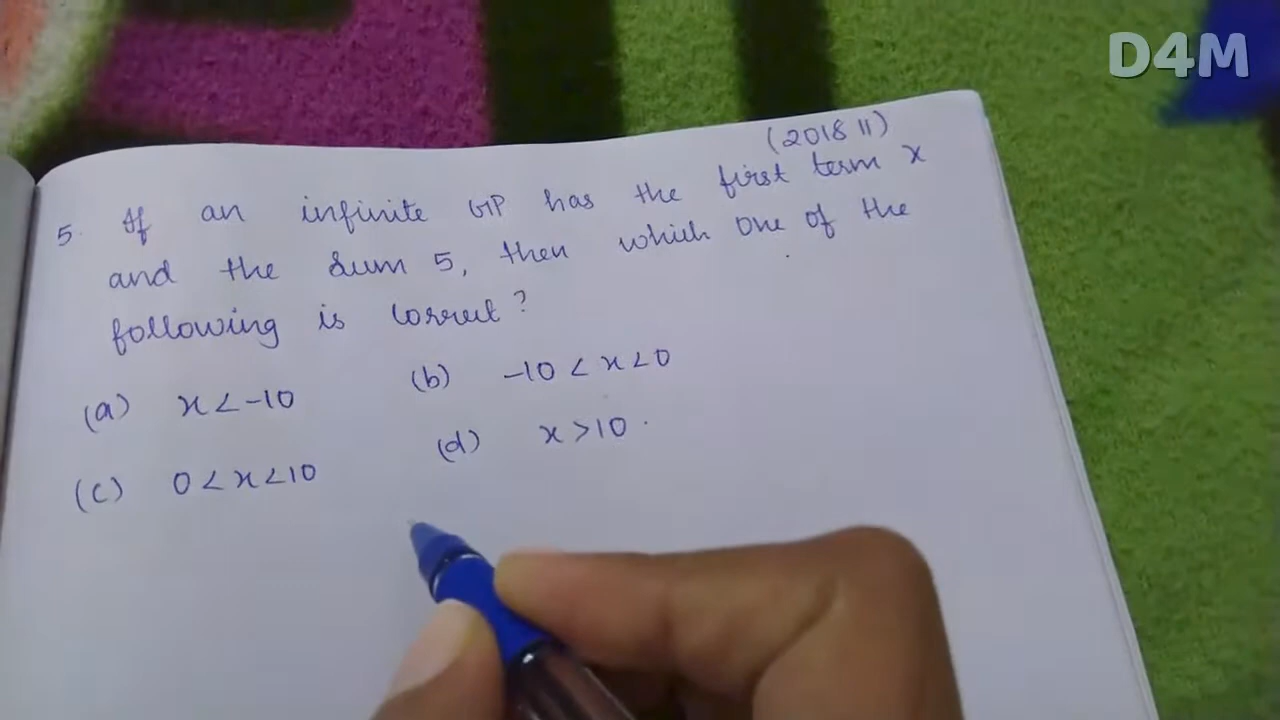 D4M
(2018 II)
5. If an infinite GP has the first term x
and the sum 5, then which one of the
following is correct?
(a) x < -10 (b) -10 < x < 0
(c) 0 < x < 10 (d) x > 10.